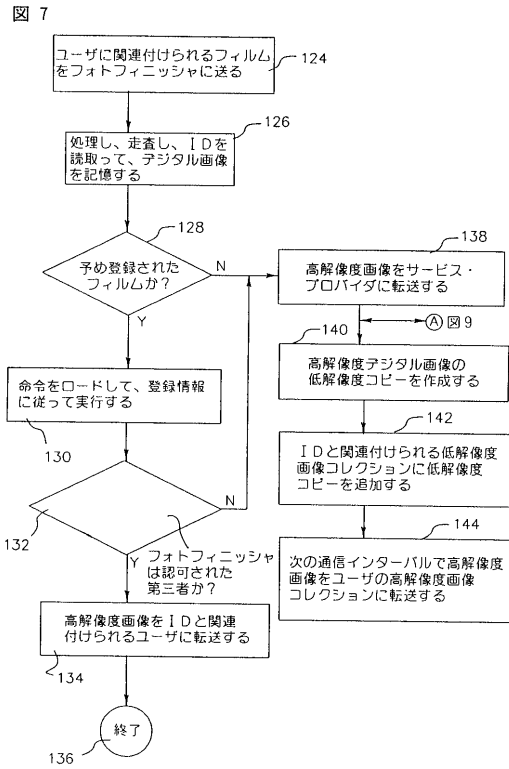 図 7
ユーザに関連付けられるフィルム
をフォトフィニッシャに送る
124
処理し、走査し、IDを
読取って、デジタル画像
を記憶する
126
予め登録された
フィルムか?
128
N
Y
命令をロードして、登録情報
に従って実行する
130
132
N
Y
フォトフィニッシャ
は認可された
第三者か?
高解像度画像をIDと関連
付けられるユーザに転送する
134
終了
136
138
高解像度画像をサービス・
プロバイダに転送する
A 図9
140
高解像度デジタル画像の
低解像度コピーを作成する
142
IDと関連付けられる低解像度
画像コレクションに低解像度
コピーを追加する
144
次の通信インターバルで高解像度
画像をユーザの高解像度画像
コレクションに転送する